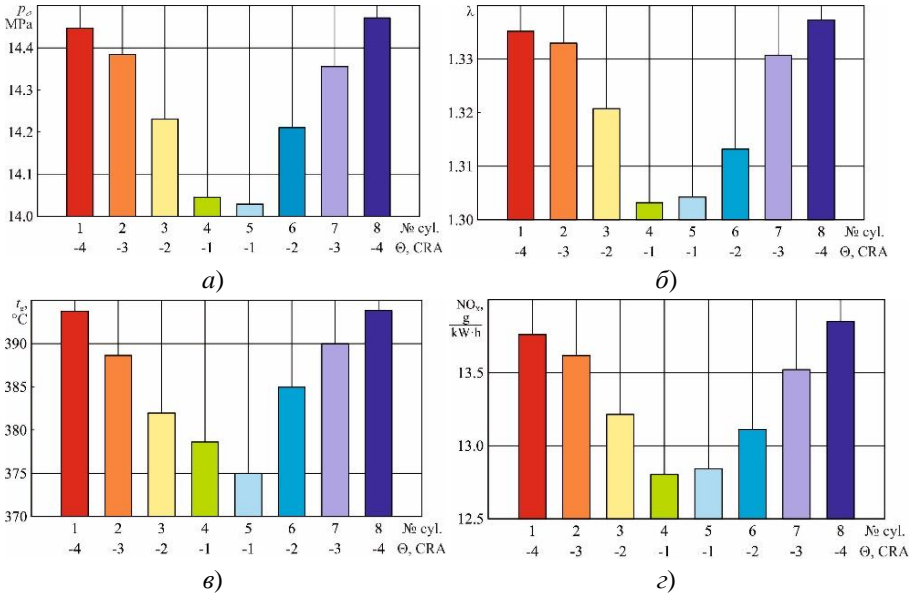 p_z,
MPa
14.4
14.3
14.2
14.1
14.0
1 2 3 4 5 6 7 8 № cyl.
-4 -3 -2 -1 -1 -2 -3 -4 Θ, CRA
а)
λ
1.33
1.32
1.31
1.30
1 2 3 4 5 6 7 8 № cyl.
-4 -3 -2 -1 -1 -2 -3 -4 Θ, CRA
б)
°C
390
385
380
375
370
1 2 3 4 5 6 7 8 № cyl.
-4 -3 -2 -1 -1 -2 -3 -4 Θ, CRA
в)
NOx,
g
kW·h
13.5
13.0
12.5
1 2 3 4 5 6 7 8 № cyl.
-4 -3 -2 -1 -1 -2 -3 -4 Θ, CRA
г)